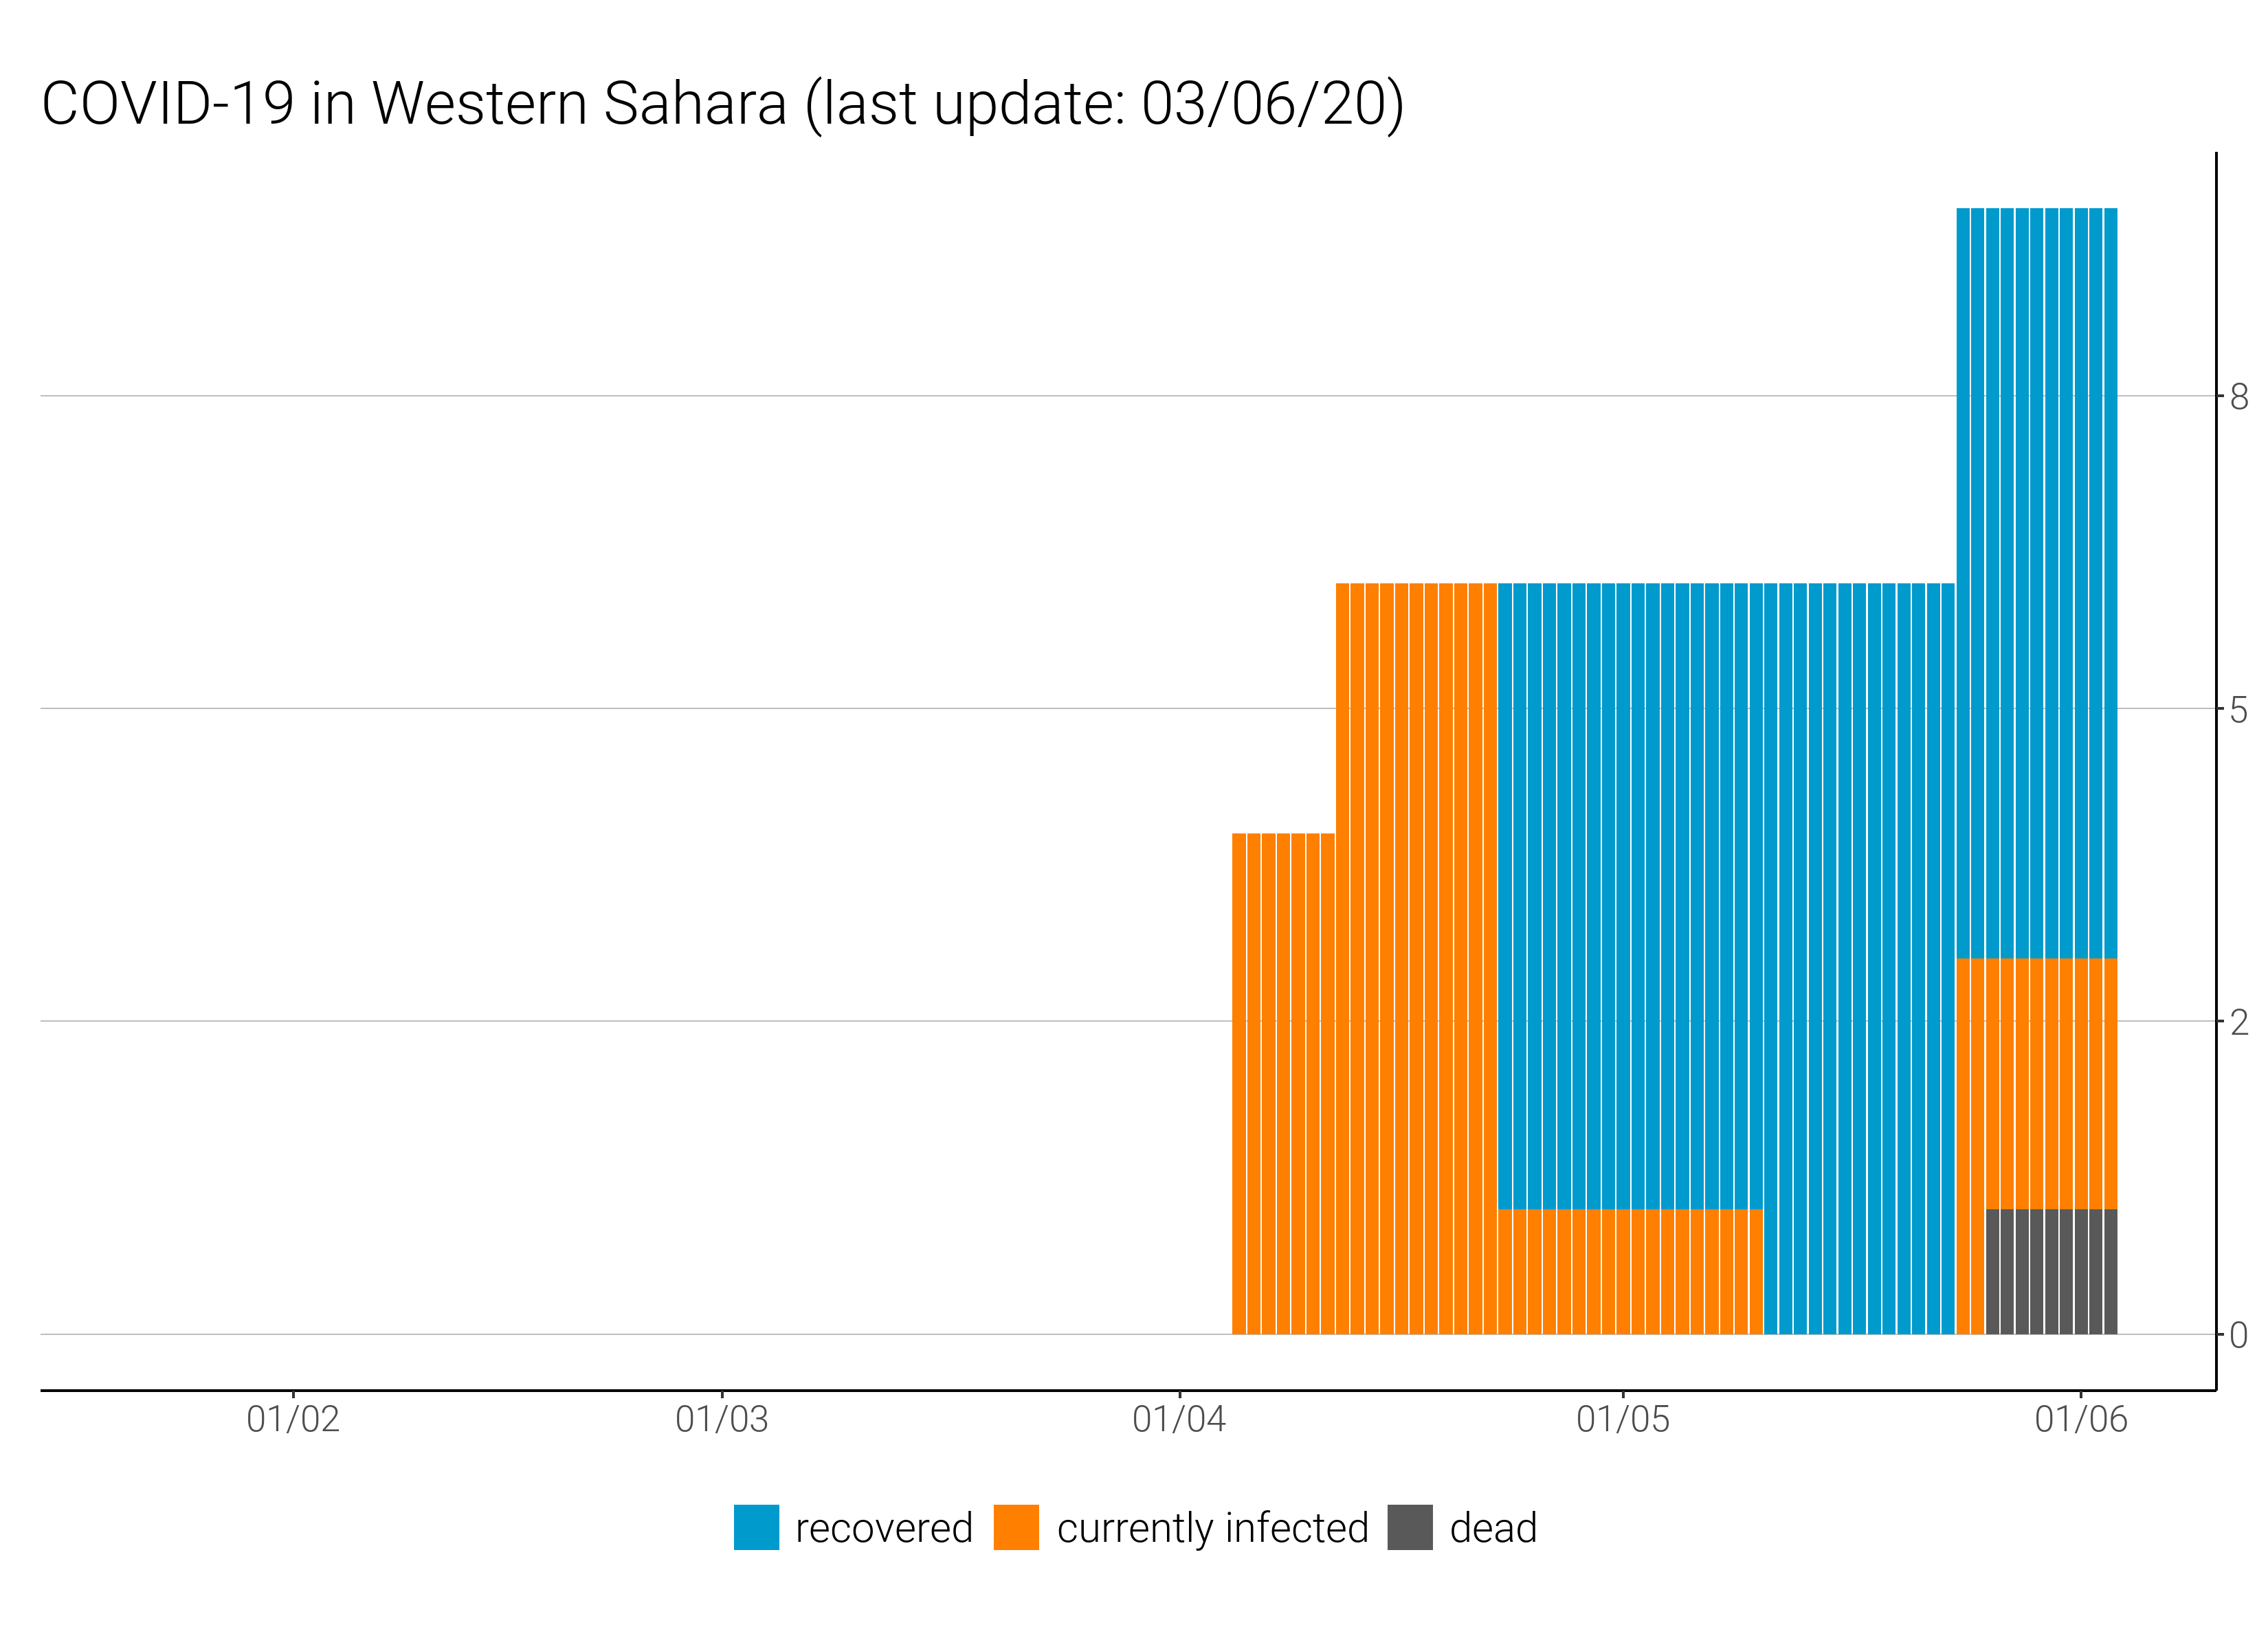 COVID-19 in Western Sahara (last update: 03/06/20)
8
5
2
0
01/02 01/03 01/04 01/05 01/06
recovered currently infected dead